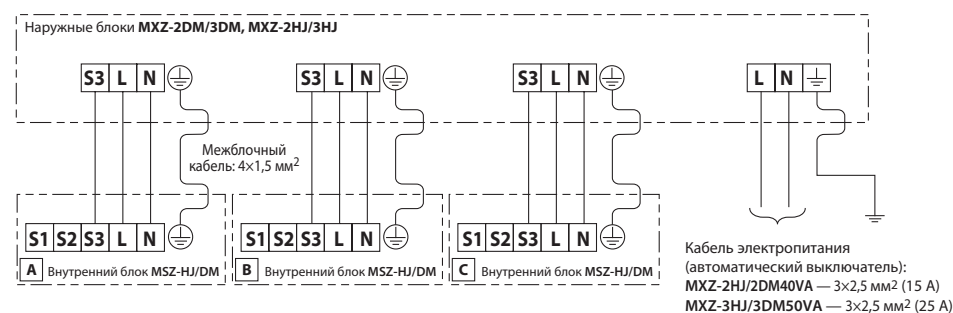 Наружные блоки MXZ-2DM/3DM, MXZ-2HJ/3HJ
S3 L N
S3 L N
S3 L N
L N
Межблочный
кабель: 4×1,5 мм²
S1 S2 S3 L N
S1 S2 S3 L N
S1 S2 S3 L N
A Внутренний блок MSZ-HJ/DM
B Внутренний блок MSZ-HJ/DM
C Внутренний блок MSZ-HJ/DM
Кабель электропитания
(автоматический выключатель):
MXZ-2HJ/2DM40VA — 3×2,5 мм² (15 А)
MXZ-3HJ/3DM50VA — 3×2,5 мм² (25 А)